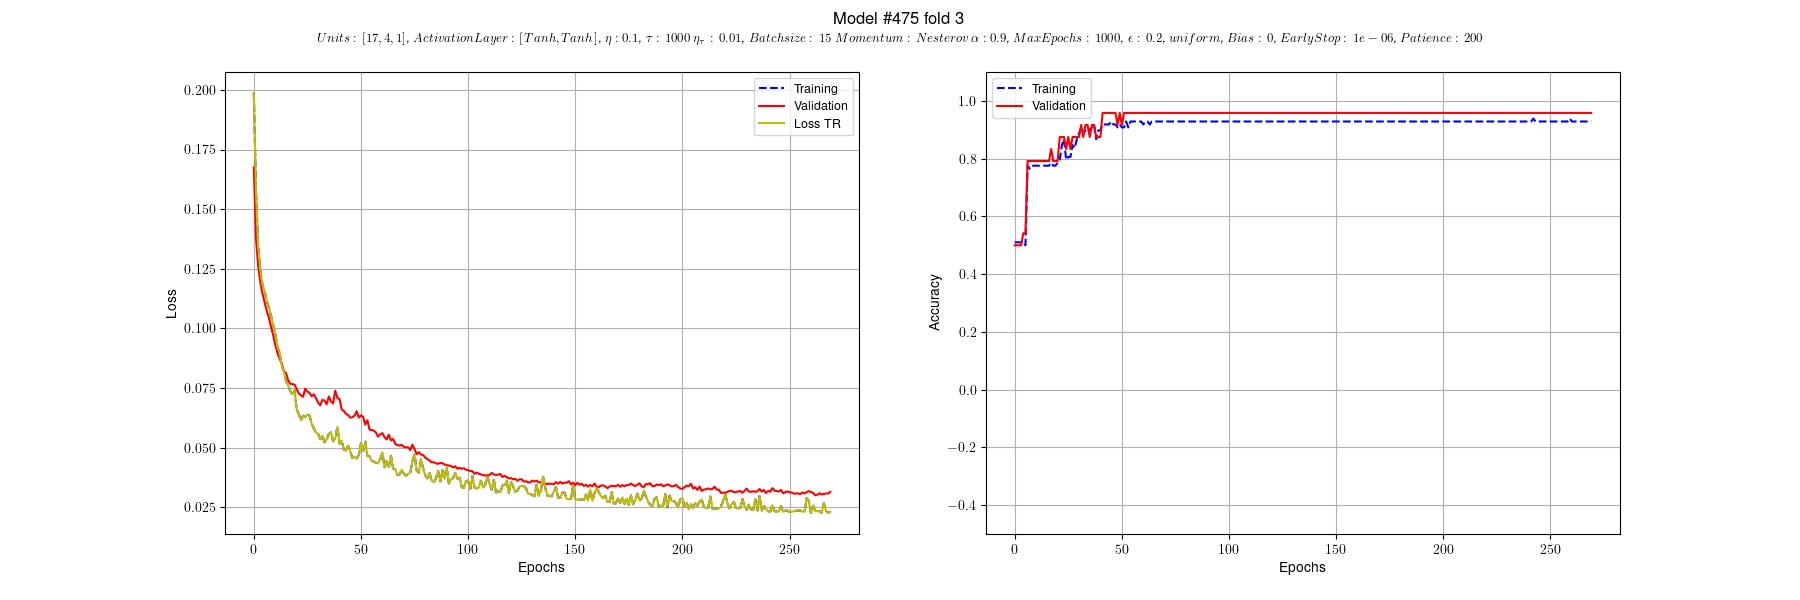 Model #475 fold 3
Units : [17, 4, 1], ActivationLayer : [Tanh, Tanh], η : 0.1, τ : 1000 η_τ : 0.01, Batchsize : 15 Momentum : Nesterov α : 0.9, MaxEpochs : 1000, ϵ : 0.2, uniform, Bias : 0, EarlyStop : 1e − 06, Patience : 200
Training
Validation
Loss TR
0.200
0.175
0.150
0.125
0.100
0.075
0.050
0.025
Loss
0 50 100 150 200 250
Epochs
Training
Validation
1.0
0.8
0.6
0.4
0.2
0.0
−0.2
−0.4
Accuracy
0 50 100 150 200 250
Epochs